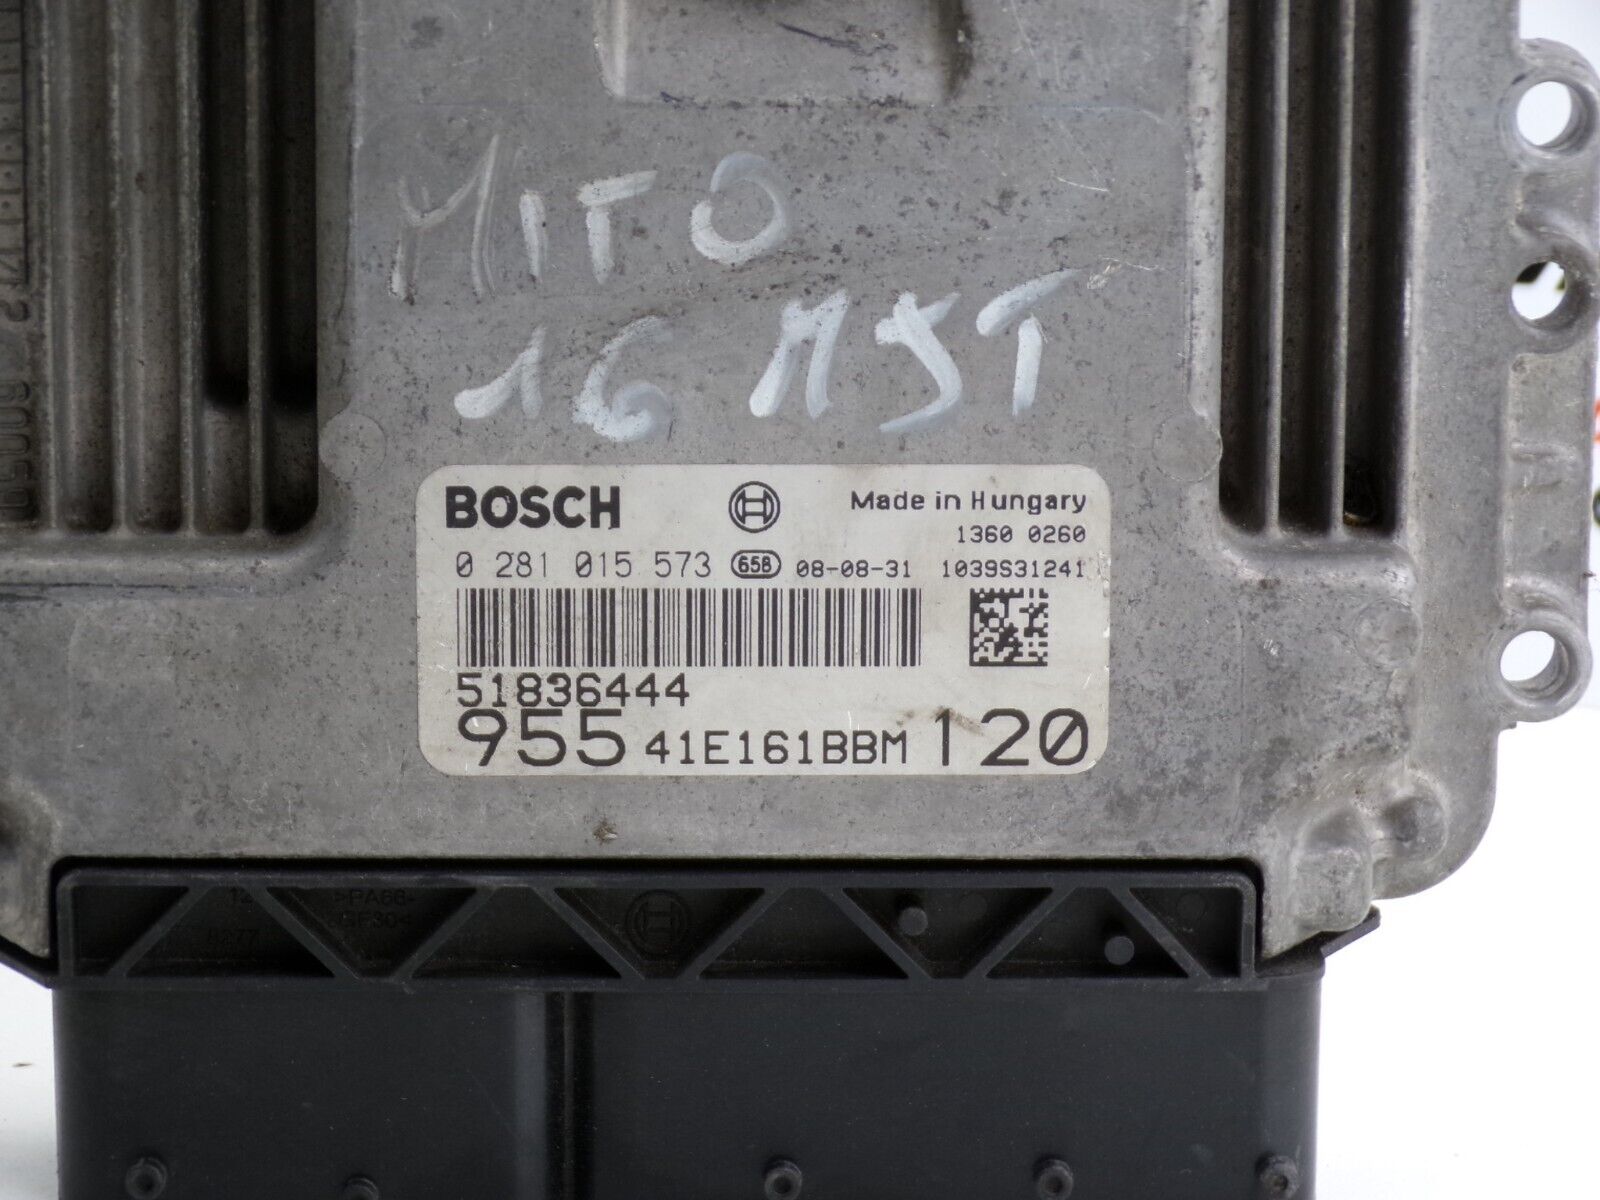 MITO
16 MJT
BOSCH
Made in Hungary
1360 0260
0 281 015 573 658 08-08-31 1039S31241
51836444
955 41E161BBM 120
>PA66-